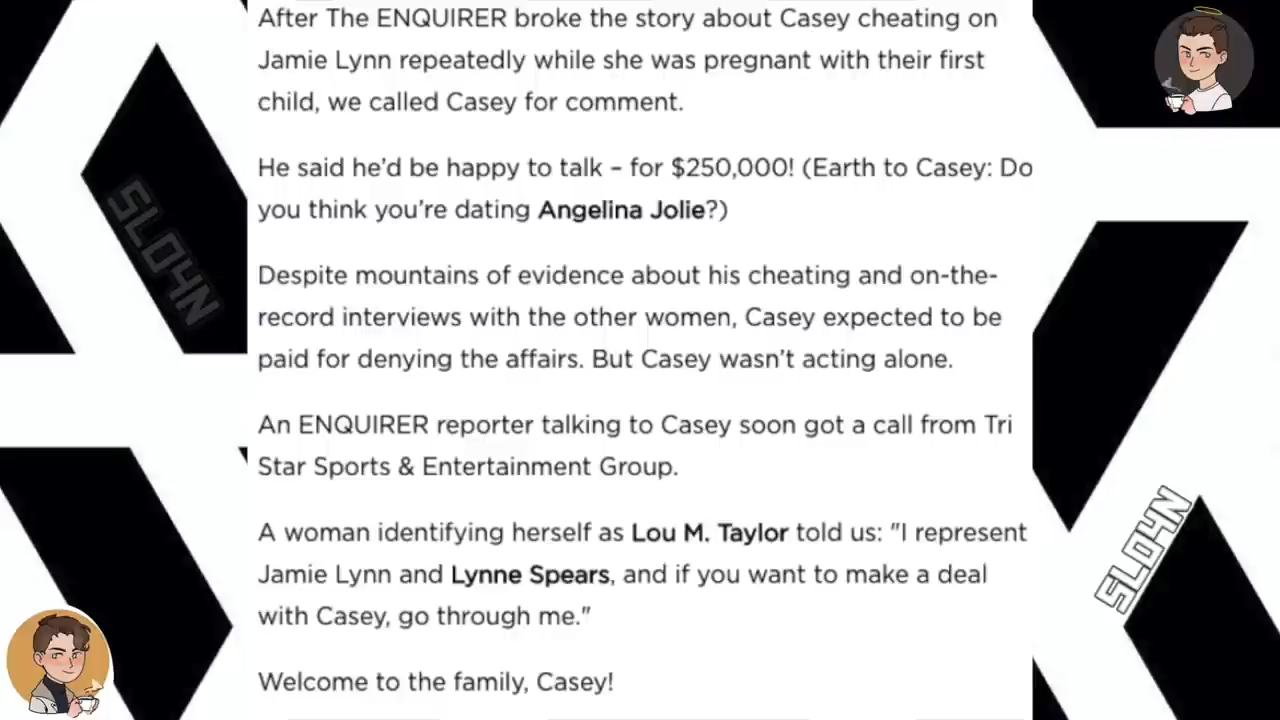 After The ENQUIRER broke the story about Casey cheating on
Jamie Lynn repeatedly while she was pregnant with their first
child, we called Casey for comment.
He said he'd be happy to talk – for $250,000! (Earth to Casey: Do
you think you're dating Angelina Jolie?)
Despite mountains of evidence about his cheating and on-the-
record interviews with the other women, Casey expected to be
paid for denying the affairs. But Casey wasn't acting alone.
An ENQUIRER reporter talking to Casey soon got a call from Tri
Star Sports & Entertainment Group.
A woman identifying herself as Lou M. Taylor told us: "I represent
Jamie Lynn and Lynne Spears, and if you want to make a deal
with Casey, go through me."
Welcome to the family, Casey!
SLO4N
SLO4N